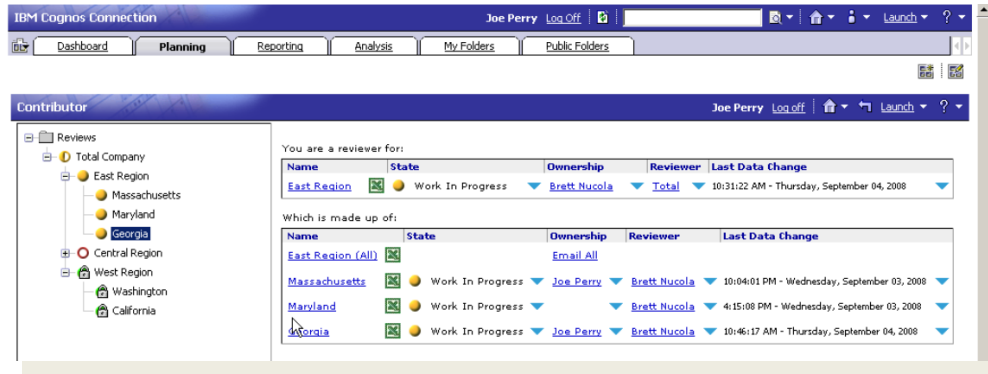 IBM Cognos Connection Joe Perry Log Off Launch ?
Dashboard Planning Reporting Analysis My Folders Public Folders
Contributor Joe Perry Log off Launch ?
Reviews
Total Company
East Region
Massachusetts
Maryland
Georgia
Central Region
West Region
Washington
California
You are a reviewer for:
Name State Ownership Reviewer Last Data Change
East Region Work In Progress Brett Nucola Total 10:31:22 AM - Thursday, September 04, 2008
Which is made up of:
Name State Ownership Reviewer Last Data Change
East Region (All) Email All
Massachusetts Work In Progress Joe Perry Brett Nucola 10:04:01 PM - Wednesday, September 03, 2008
Maryland Work In Progress Brett Nucola 4:15:08 PM - Wednesday, September 03, 2008
Georgia Work In Progress Joe Perry Brett Nucola 10:46:17 AM - Thursday, September 04, 2008